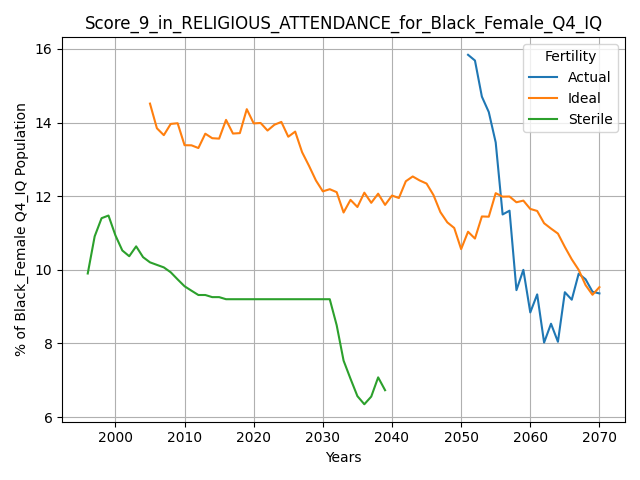 Score_9_in_RELIGIOUS_ATTENDANCE_for_Black_Female_Q4_IQ
% of Black_Female Q4_IQ Population
16
14
12
10
8
6
Fertility
Actual
Ideal
Sterile
2000 2010 2020 2030 2040 2050 2060 2070
Years